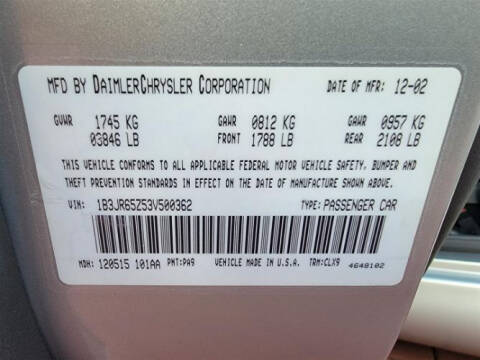 MFD BY DAIMLERCHRYSLER CORPORATION DATE OF MFR: 12-02
GVWR 1745 KG GAWR 0812 KG GAWR 0957 KG
03846 LB FRONT 1788 LB REAR 2108 LB
THIS VEHICLE CONFORMS TO ALL APPLICABLE FEDERAL MOTOR VEHICLE SAFETY, BUMPER AND
THEFT PREVENTION STANDARDS IN EFFECT ON THE DATE OF MANUFACTURE SHOWN ABOVE.
VIN: 1B3JR65Z53V500362 TYPE: PASSENGER CAR
MDH: 120515 101AA PNT:PA9 VEHICLE MADE IN U.S.A. TRM:CLX9 4648102